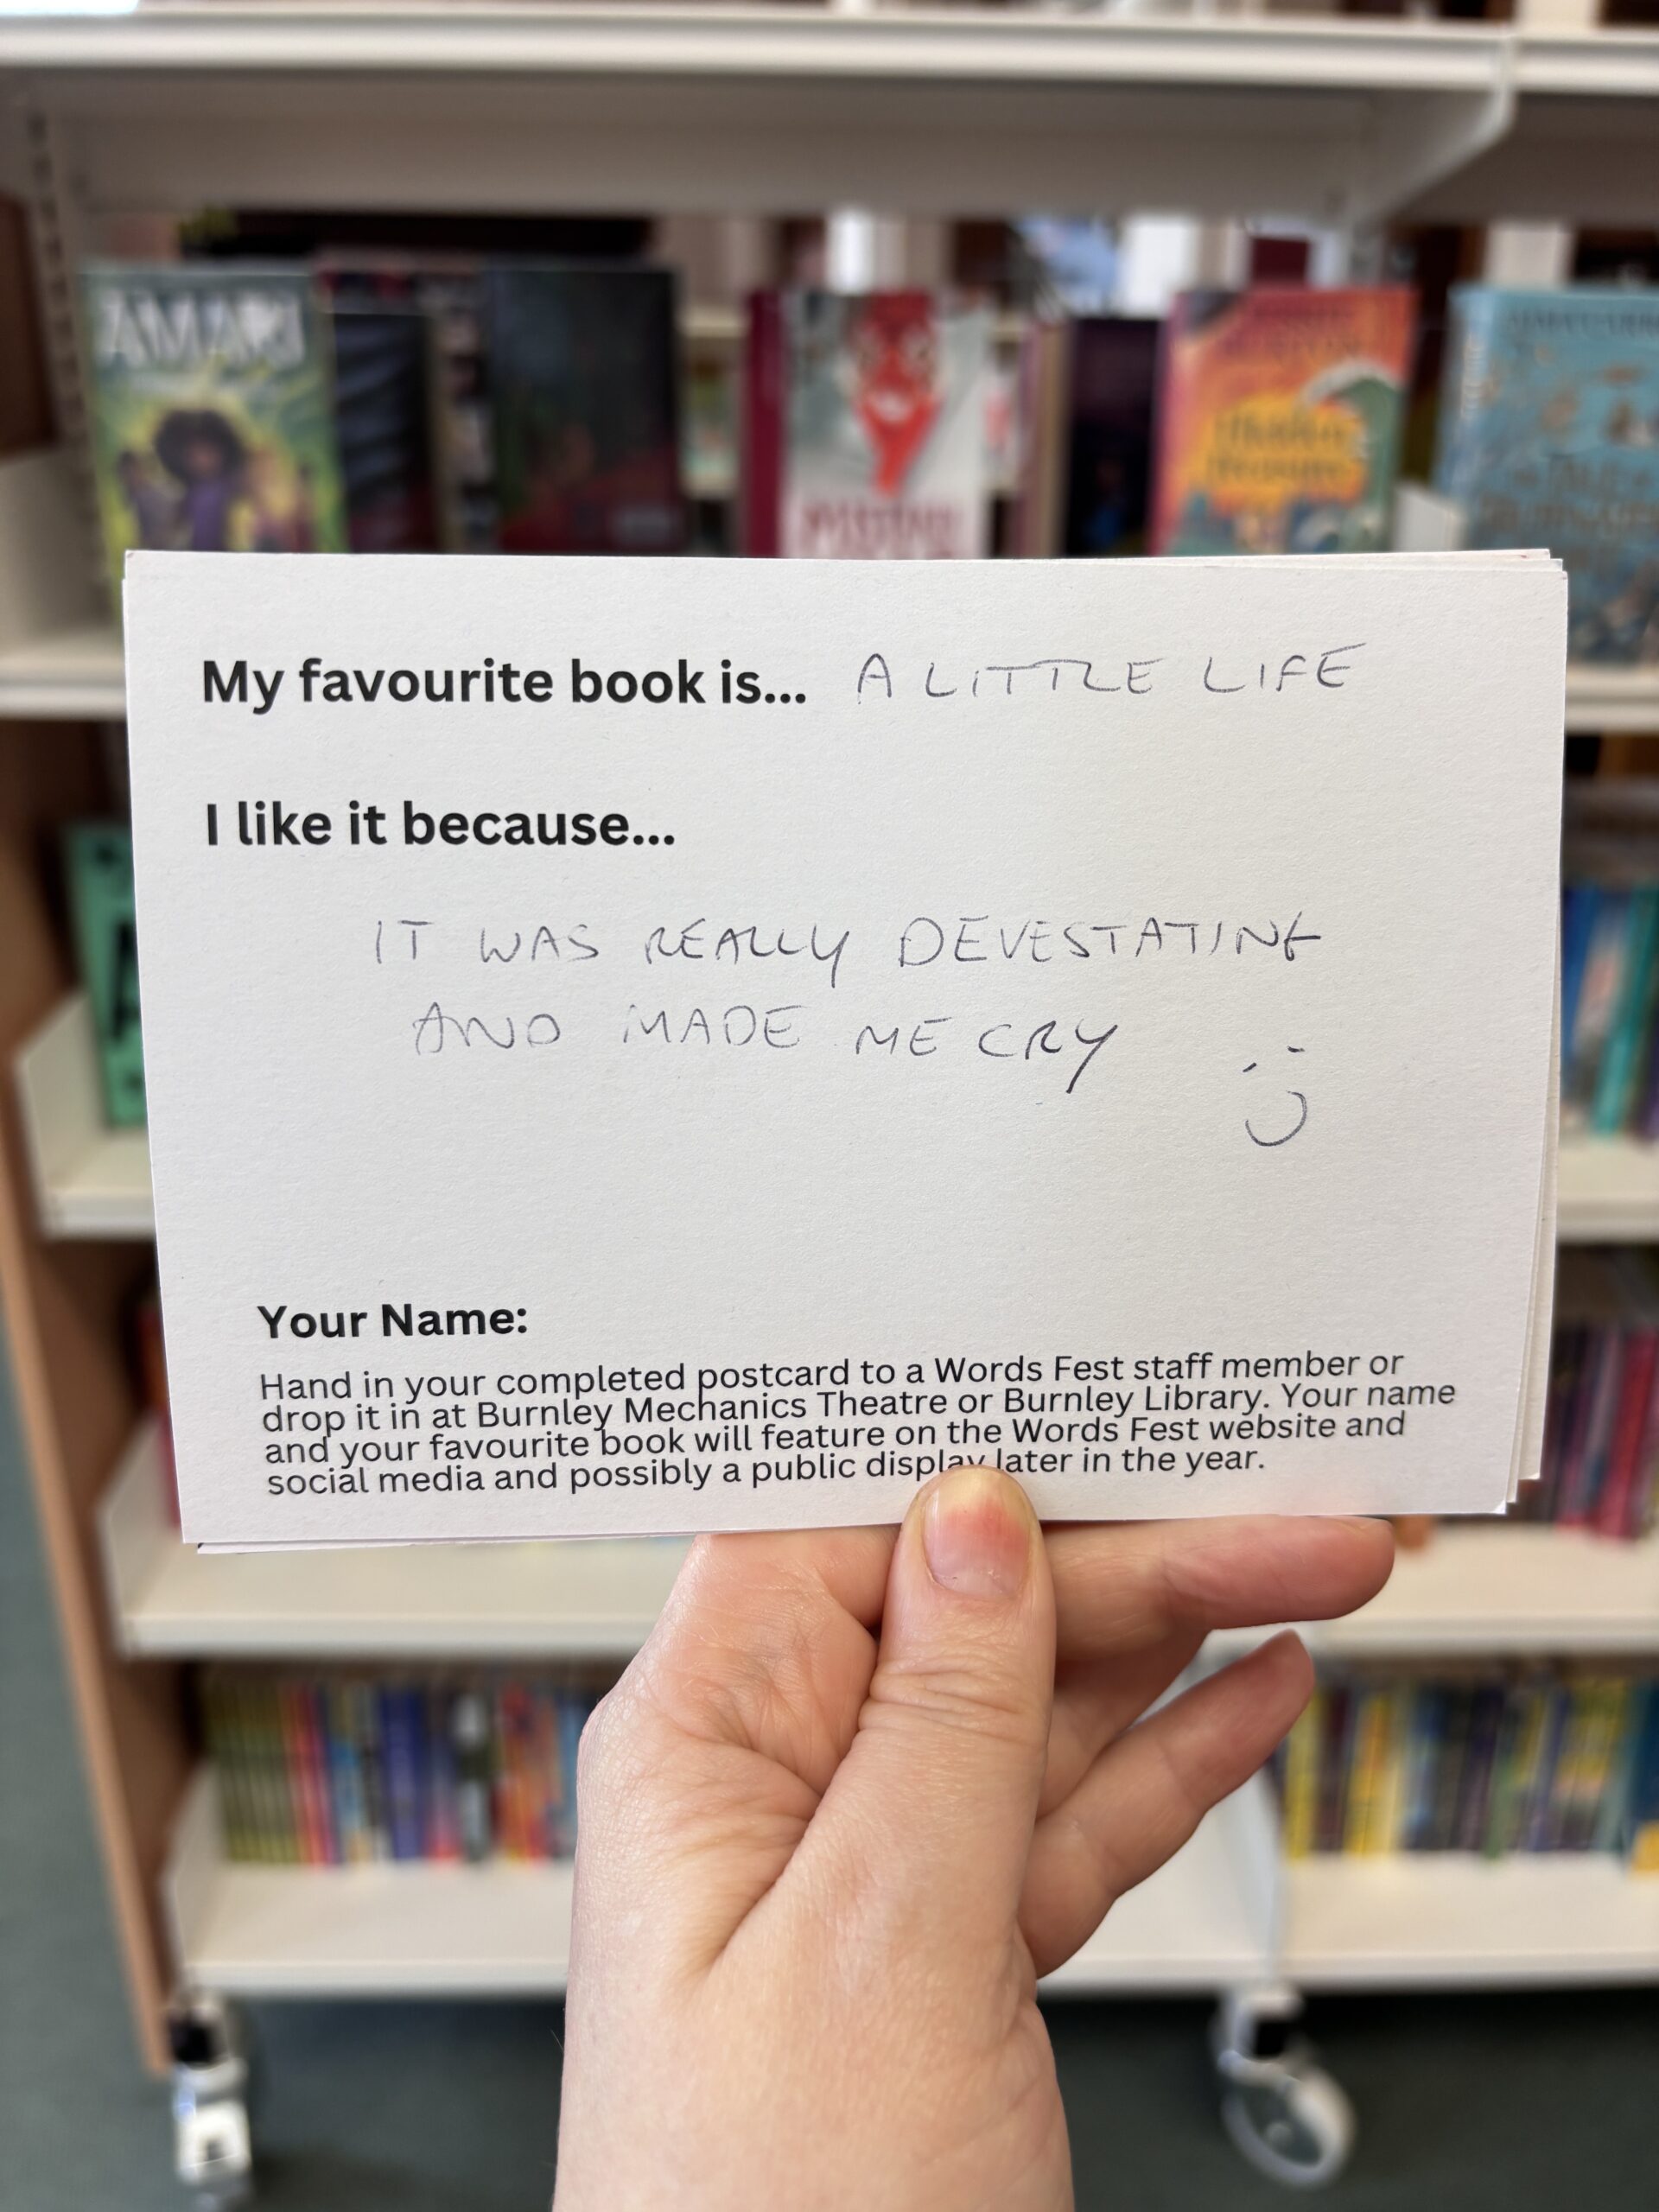 AMARI
My favourite book is... A LITTLE LIFE
I like it because...
IT WAS REALLY DEVESTATING
AND MADE ME CRY :)
Your Name:
Hand in your completed postcard to a Words Fest staff member or
drop it in at Burnley Mechanics Theatre or Burnley Library. Your name
and your favourite book will feature on the Words Fest website and
social media and possibly a public display later in the year.